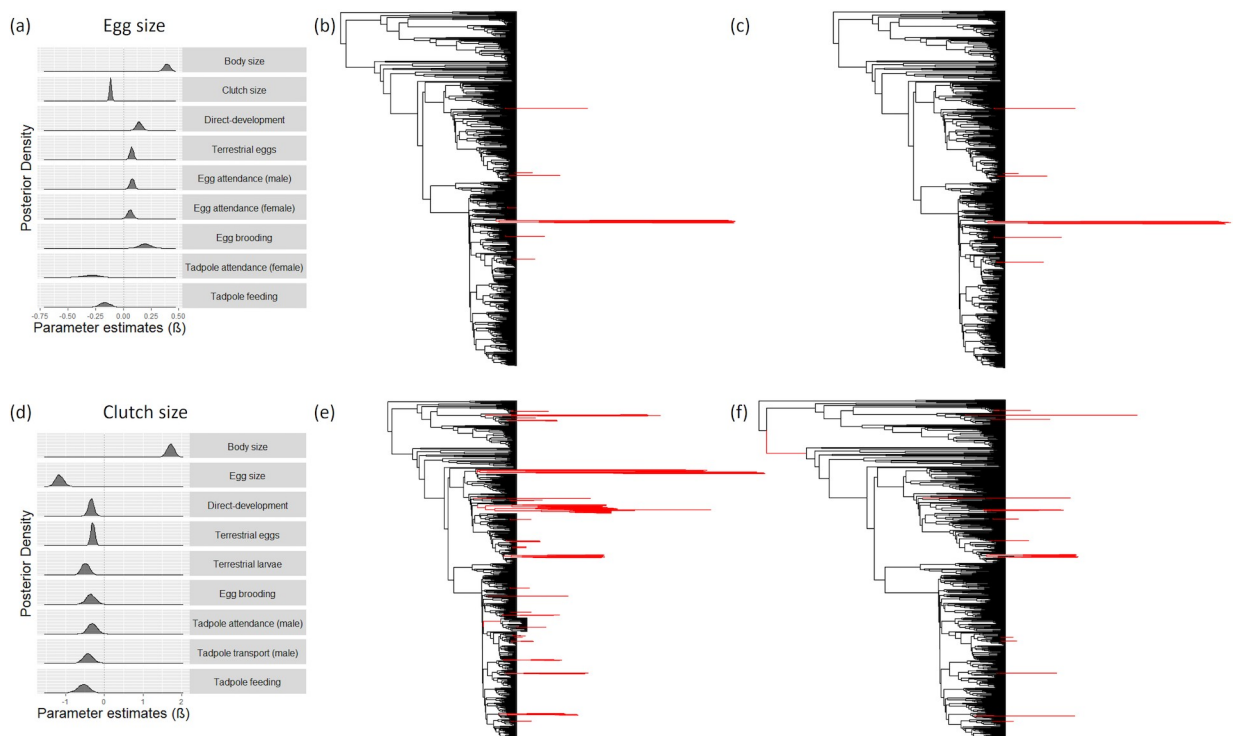 (a)
Egg size
(b)
(c)
Body size
Clutch size
Direct-development
Terrestrial eggs
Egg attendance (male)
Egg attendance (female)
Egg brooding
Tadpole attendance (female)
Tadpole feeding
Posterior Density
-0.75 -0.50 -0.25 0.00 0.25 0.50
Parameter estimates (ß)
(d)
Clutch size
(e)
(f)
Body size
Egg size
Direct-development
Terrestrial eggs
Terrestrial larvae
Egg brooding
Tadpole attendance (male)
Tadpole transport (male)
Tadpole feeding
Posterior Density
-1 0 1 2
Parameter estimates (ß)